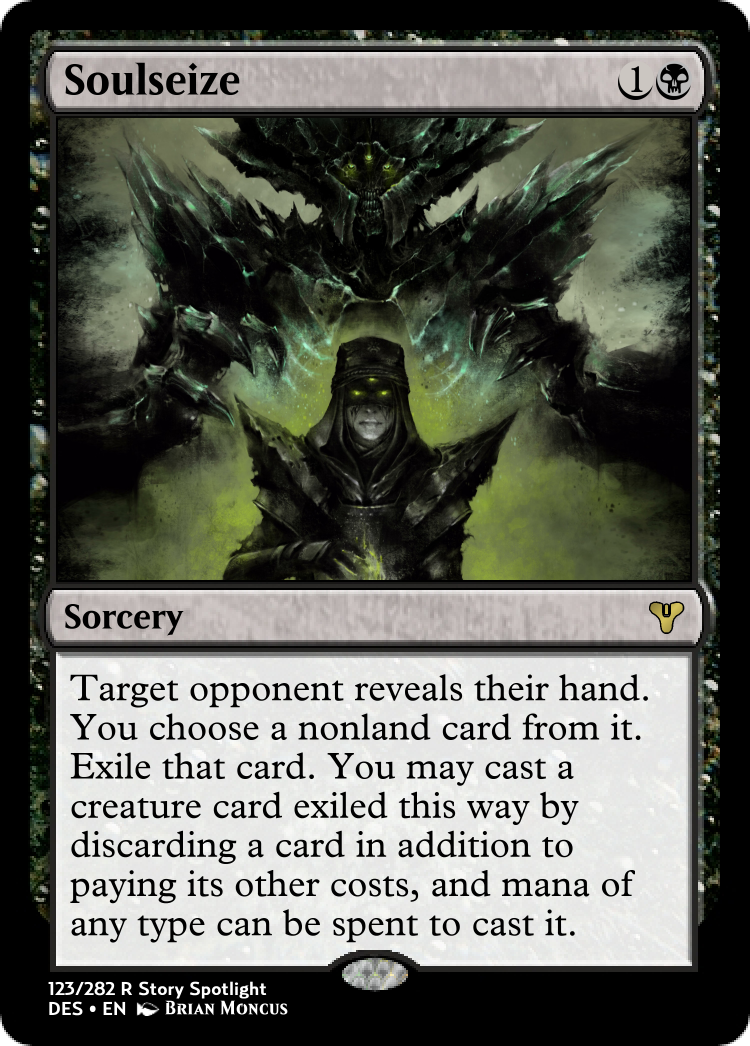 Soulseize 1
Sorcery
Target opponent reveals their hand.
You choose a nonland card from it.
Exile that card. You may cast a
creature card exiled this way by
discarding a card in addition to
paying its other costs, and mana of
any type can be spent to cast it.
123/282 R Story Spotlight
DES • EN Brian Moncus